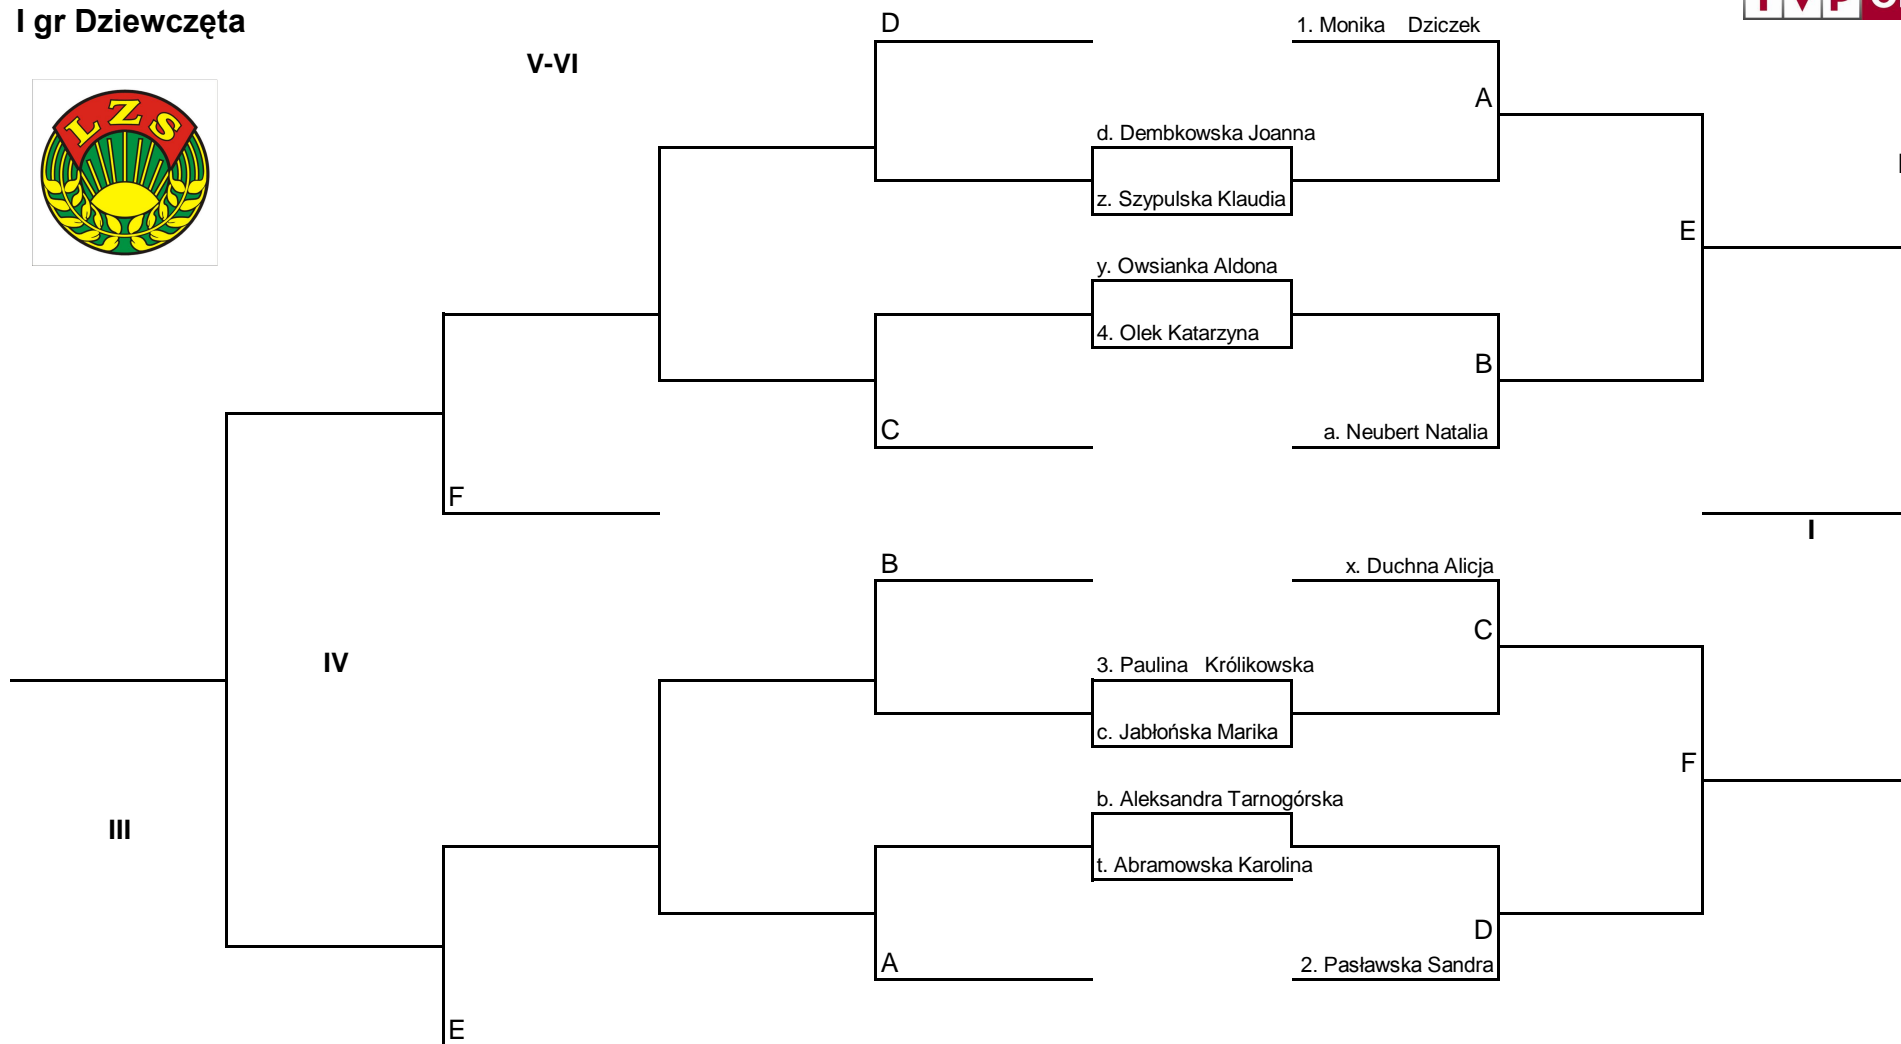 I gr Dziewczęta
D
1. Monika Dziczek
V-VI
LZS
A
d. Dembkowska Joanna
z. Szypulska Klaudia
E
y. Owsianka Aldona
4. Olek Katarzyna
B
C
a. Neubert Natalia
F
I
B
x. Duchna Alicja
C
IV
3. Paulina Królikowska
c. Jabłońska Marika
F
b. Aleksandra Tarnogórska
III
t. Abramowska Karolina
D
A
2. Pasławska Sandra
E